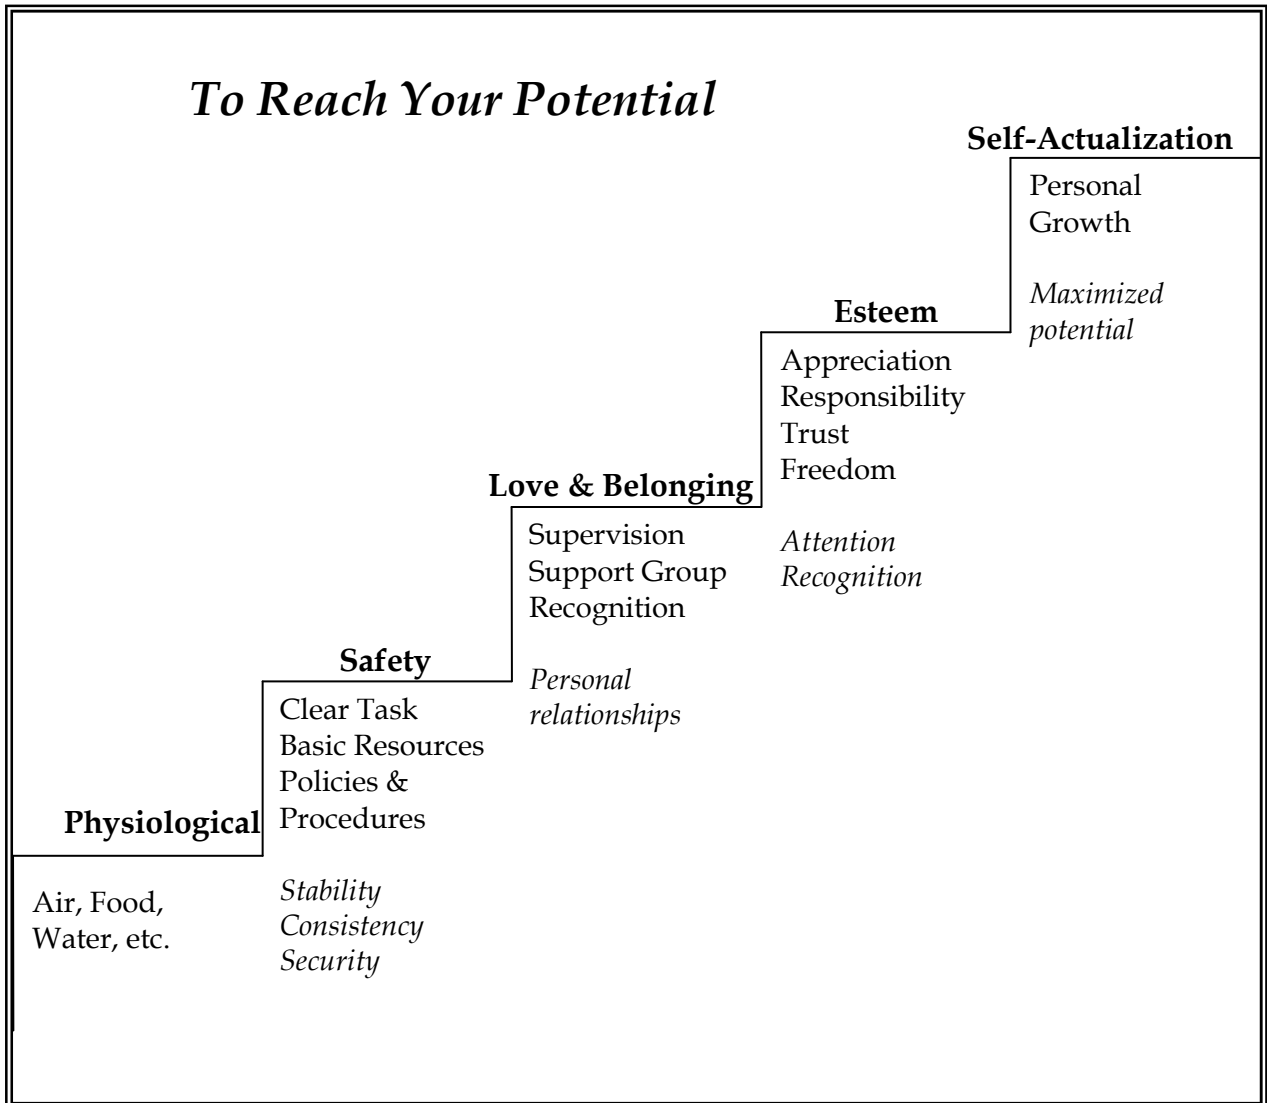 To Reach Your Potential
Self-Actualization
Personal
Growth
Maximized
potential
Esteem
Appreciation
Responsibility
Trust
Freedom
Attention
Recognition
Love & Belonging
Supervision
Support Group
Recognition
Personal
relationships
Safety
Clear Task
Basic Resources
Policies &
Procedures
Stability
Consistency
Security
Physiological
Air, Food,
Water, etc.